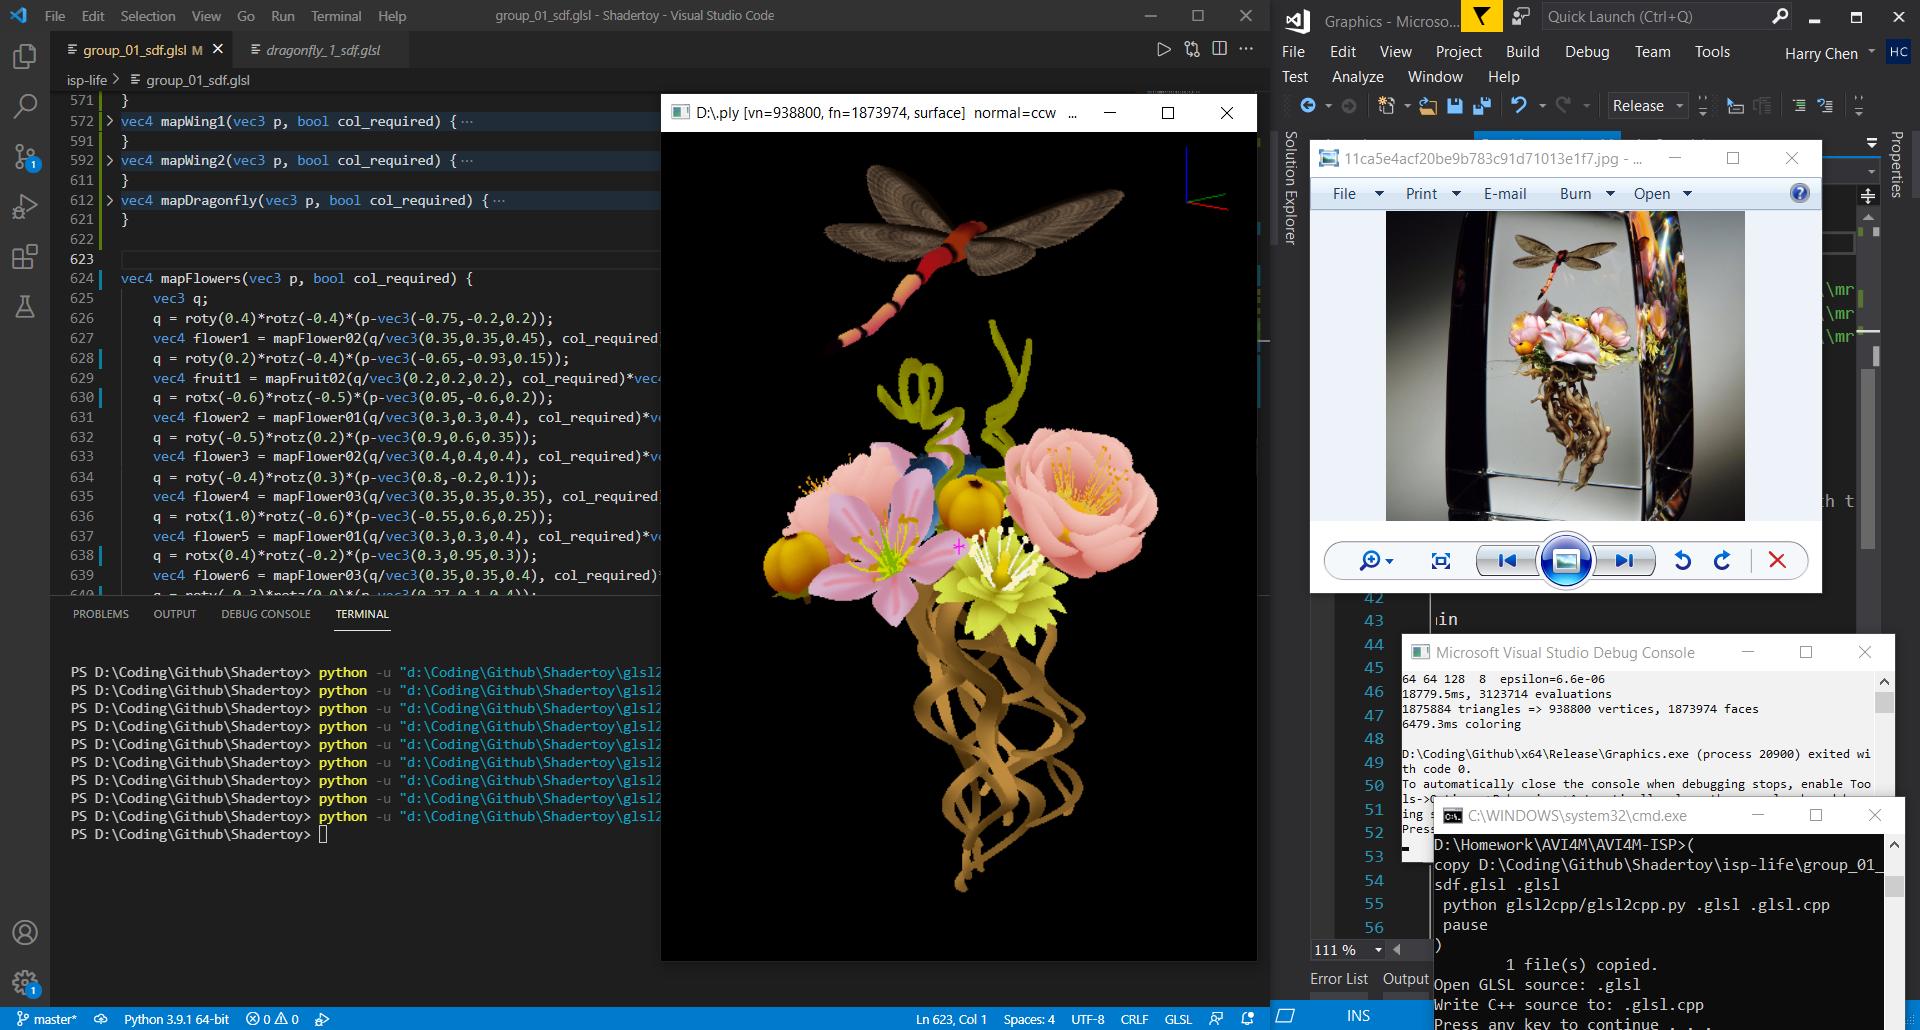 File Edit Selection View Go Run Terminal Help
group_01_sdf.glsl - Shadertoy - Visual Studio Code
group_01_sdf.glsl M
dragonfly_1_sdf.glsl
isp-life > group_01_sdf.glsl
571 }
572 > vec4 mapWing1(vec3 p, bool col_required) { ···
591 }
592 > vec4 mapWing2(vec3 p, bool col_required) { ···
611 }
612 > vec4 mapDragonfly(vec3 p, bool col_required) { ···
621 }
622
623
624 vec4 mapFlowers(vec3 p, bool col_required) {
625 vec3 q;
626 q = roty(0.4)*rotz(-0.4)*(p-vec3(-0.75,-0.2,0.2));
627 vec4 flower1 = mapFlower02(q/vec3(0.35,0.35,0.45), col_required)
628 q = roty(0.2)*rotz(-0.4)*(p-vec3(-0.65,-0.93,0.15));
629 vec4 fruit1 = mapFruit02(q/vec3(0.2,0.2,0.2), col_required)*vec
630 q = rotx(-0.6)*rotz(-0.5)*(p-vec3(0.05,-0.6,0.2));
631 vec4 flower2 = mapFlower01(q/vec3(0.3,0.3,0.4), col_required)*v
632 q = roty(-0.5)*rotz(0.2)*(p-vec3(0.9,0.6,0.35));
633 vec4 flower3 = mapFlower02(q/vec3(0.4,0.4,0.4), col_required)*v
634 q = roty(-0.4)*rotz(0.3)*(p-vec3(0.8,-0.2,0.1));
635 vec4 flower4 = mapFlower03(q/vec3(0.35,0.35,0.35), col_required)
636 q = rotx(1.0)*rotz(-0.6)*(p-vec3(-0.55,0.6,0.25));
637 vec4 flower5 = mapFlower01(q/vec3(0.3,0.3,0.4), col_required)*v
638 q = rotx(0.4)*rotz(-0.2)*(p-vec3(0.3,0.95,0.3));
639 vec4 flower6 = mapFlower03(q/vec3(0.35,0.35,0.4), col_required)
PROBLEMS OUTPUT DEBUG CONSOLE TERMINAL
PS D:\Coding\Github\Shadertoy> python -u "d:\Coding\Github\Shadertoy\glsl2
PS D:\Coding\Github\Shadertoy> python -u "d:\Coding\Github\Shadertoy\glsl2
PS D:\Coding\Github\Shadertoy> python -u "d:\Coding\Github\Shadertoy\glsl2
PS D:\Coding\Github\Shadertoy> python -u "d:\Coding\Github\Shadertoy\glsl2
PS D:\Coding\Github\Shadertoy> python -u "d:\Coding\Github\Shadertoy\glsl2
PS D:\Coding\Github\Shadertoy> python -u "d:\Coding\Github\Shadertoy\glsl2
PS D:\Coding\Github\Shadertoy> python -u "d:\Coding\Github\Shadertoy\glsl2
PS D:\Coding\Github\Shadertoy> python -u "d:\Coding\Github\Shadertoy\glsl2
PS D:\Coding\Github\Shadertoy> python -u "d:\Coding\Github\Shadertoy\glsl2
PS D:\Coding\Github\Shadertoy>
1
1
master* Python 3.9.1 64-bit 0 0
Ln 623, Col 1 Spaces: 4 UTF-8 CRLF GLSL
D:\.ply [vn=938800, fn=1873974, surface] normal=ccw ...
Graphics - Microso...
Quick Launch (Ctrl+Q)
File Edit View Project Build Debug Team Tools
Harry Chen HC
Test Analyze Window Help
Release
Solution Explorer
Properties
11ca5e4acf20be9b783c91d71013e1f7.jpg - ...
File Print E-mail Burn Open
\mr
\mr
\mr
h t
42
43 in
44
45
46
47
48
49
50
51
52
53
54
55
56
111 %
Error List Output
INS
Microsoft Visual Studio Debug Console
64 64 128 8 epsilon=6.6e-06
18779.5ms, 3123714 evaluations
1875884 triangles => 938800 vertices, 1873974 faces
6479.3ms coloring
D:\Coding\Github\x64\Release\Graphics.exe (process 20900) exited wi
th code 0.
To automatically close the console when debugging stops, enable Too
ls->
ing s
Press
C:\WINDOWS\system32\cmd.exe
D:\Homework\AVI4M\AVI4M-ISP>(
copy D:\Coding\Github\Shadertoy\isp-life\group_01_
sdf.glsl .glsl
python glsl2cpp/glsl2cpp.py .glsl .glsl.cpp
pause
)
1 file(s) copied.
Open GLSL source: .glsl
Write C++ source to: .glsl.cpp
Press any key to continue . . .